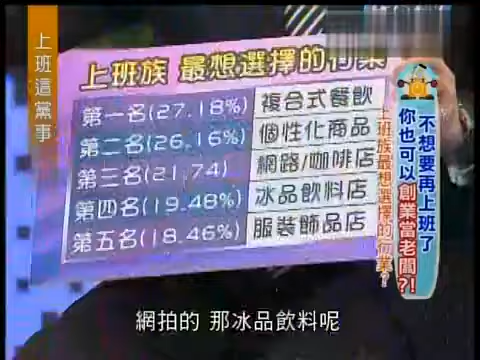 上班這黨事
上班族 最想選擇的行業
第一名(27.18%) 複合式餐飲
第二名(26.16%) 個性化商品
第三名(21,74) 網路/咖啡店
第四名(19.48%) 冰品飲料店
第五名(18.46%) 服裝飾品店
不想要再上班了
你也可以創業當老闆?!
上班族最想選擇的行業?
網拍的 那冰品飲料呢